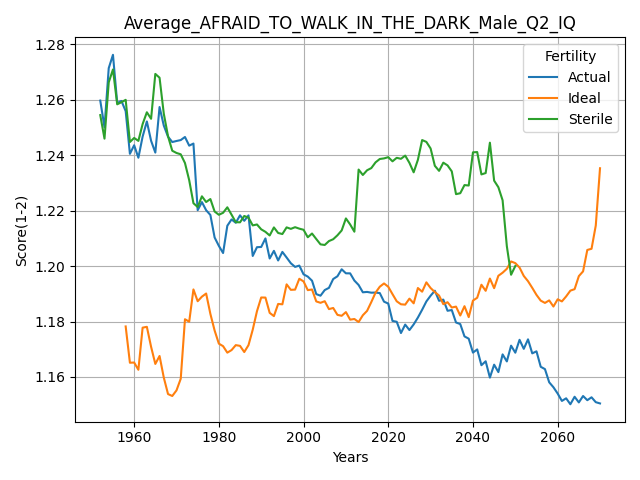 Average_AFRAID_TO_WALK_IN_THE_DARK_Male_Q2_IQ
Fertility
Actual
Ideal
Sterile
Score(1-2)
1.28
1.26
1.24
1.22
1.20
1.18
1.16
1960
1980
2000
2020
2040
2060
Years